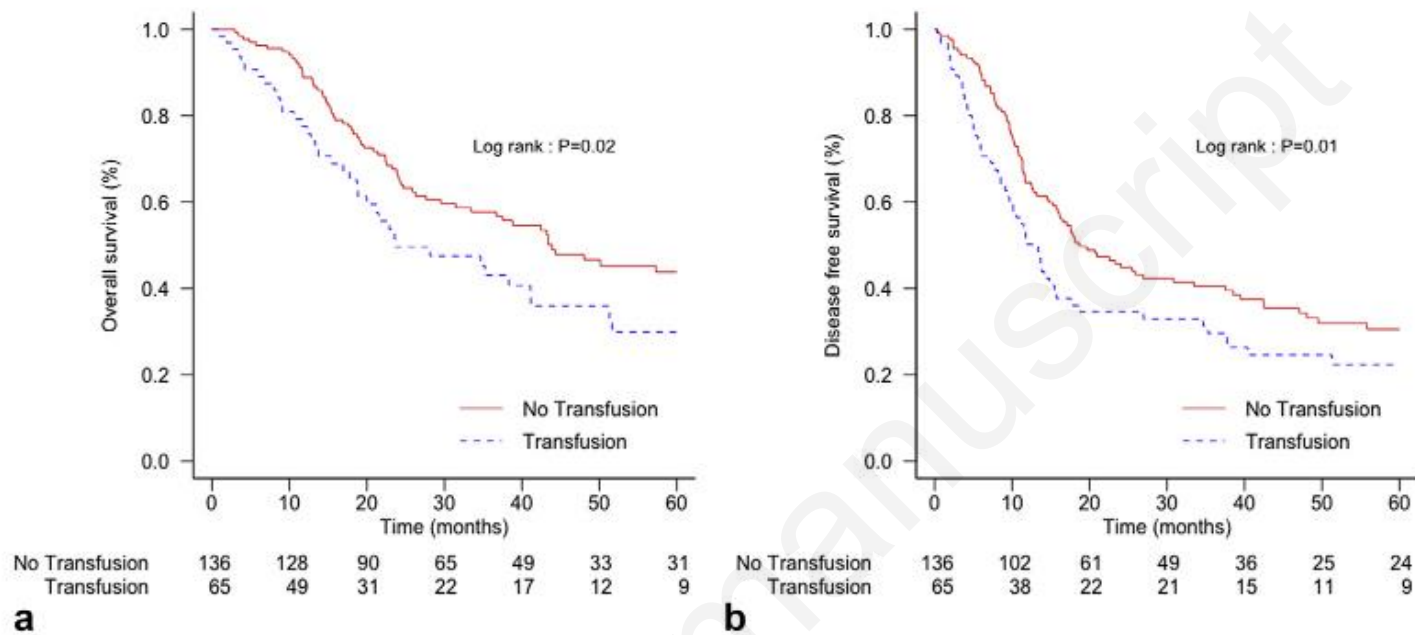 Overall survival (%)
1.0
0.8
0.6
0.4
0.2
0.0
Log rank : P=0.02
No Transfusion
Transfusion
0 10 20 30 40 50 60
Time (months)
No Transfusion 136 128 90 65 49 33 31
Transfusion 65 49 31 22 17 12 9
a
Disease free survival (%)
1.0
0.8
0.6
0.4
0.2
0.0
Log rank : P=0.01
No Transfusion
Transfusion
0 10 20 30 40 50 60
Time (months)
No Transfusion 136 102 61 49 36 25 24
Transfusion 65 38 22 21 15 11 9
b
manuscript